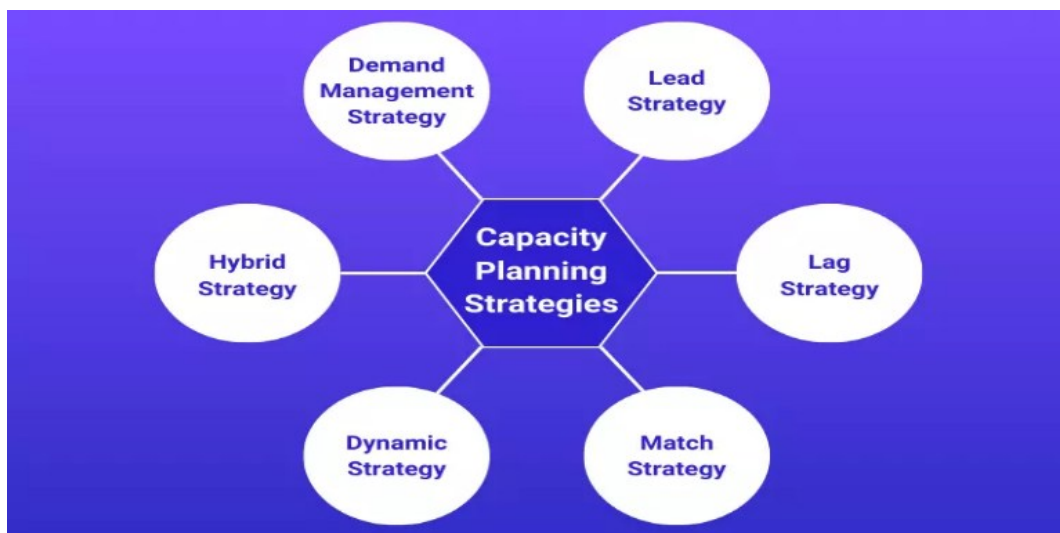 Demand
Management
Strategy
Lead
Strategy
Hybrid
Strategy
Capacity
Planning
Strategies
Lag
Strategy
Dynamic
Strategy
Match
Strategy